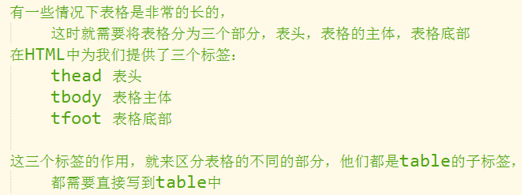 有一些情况下表格是非常的长的，
这时就需要将表格分为三个部分，表头，表格的主体，表格底部
在HTML中为我们提供了三个标签：
thead 表头
tbody 表格主体
tfoot 表格底部
这三个标签的作用，就来区分表格的不同的部分，他们都是table的子标签，
都需要直接写到table中